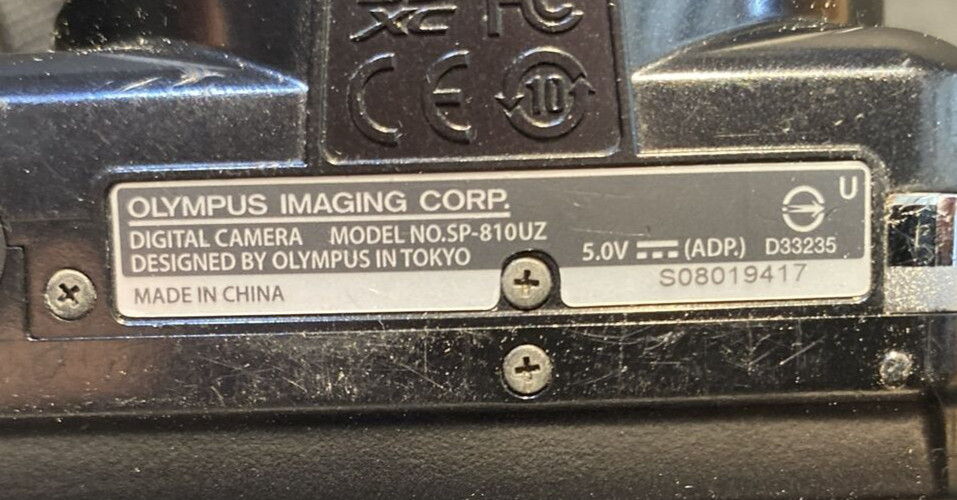 XC FC
CE 10
OLYMPUS IMAGING CORP.
U
DIGITAL CAMERA MODEL NO.SP-810UZ
DESIGNED BY OLYMPUS IN TOKYO
5.0V (ADP.) D33235
MADE IN CHINA
S08019417